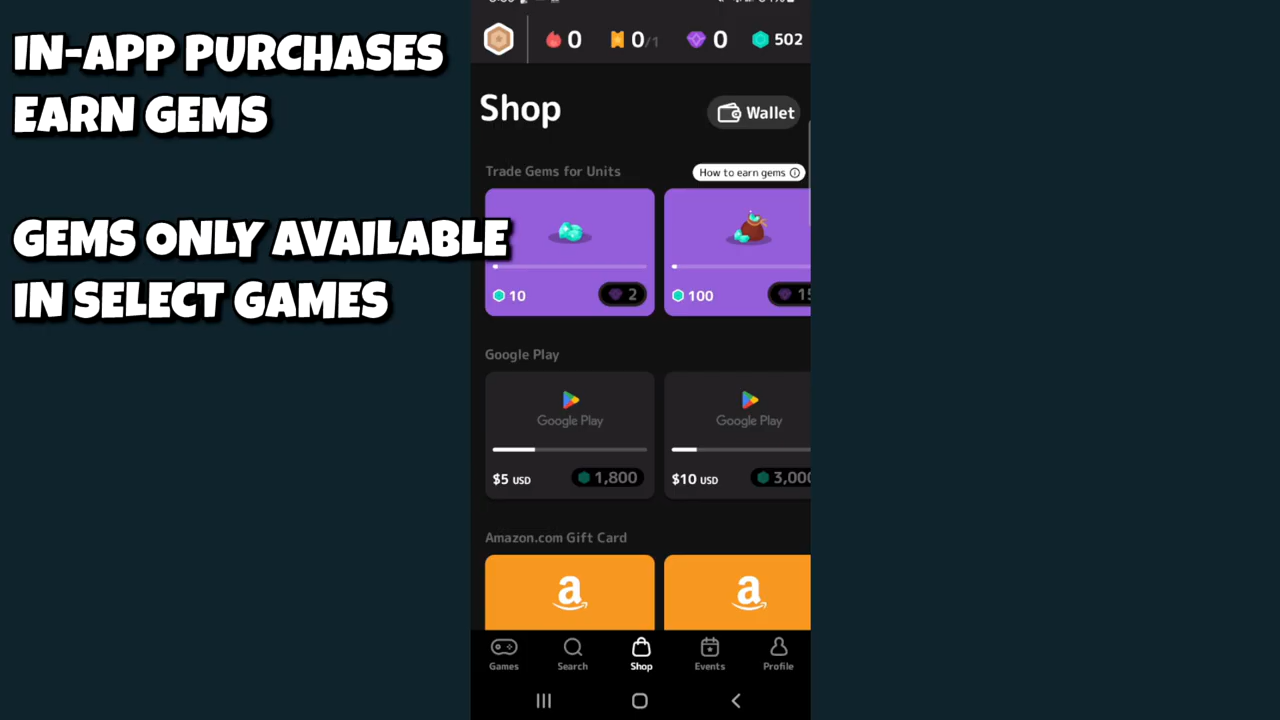 IN-APP PURCHASES
EARN GEMS
GEMS ONLY AVAILABLE
IN SELECT GAMES
0 0/1 0 502
Shop
Wallet
Trade Gems for Units
How to earn gems
10 2
100
Google Play
Google Play
Google Play
$5 USD 1,800
$10 USD
Amazon.com Gift Card
a
a
Games Search Shop Events Profile